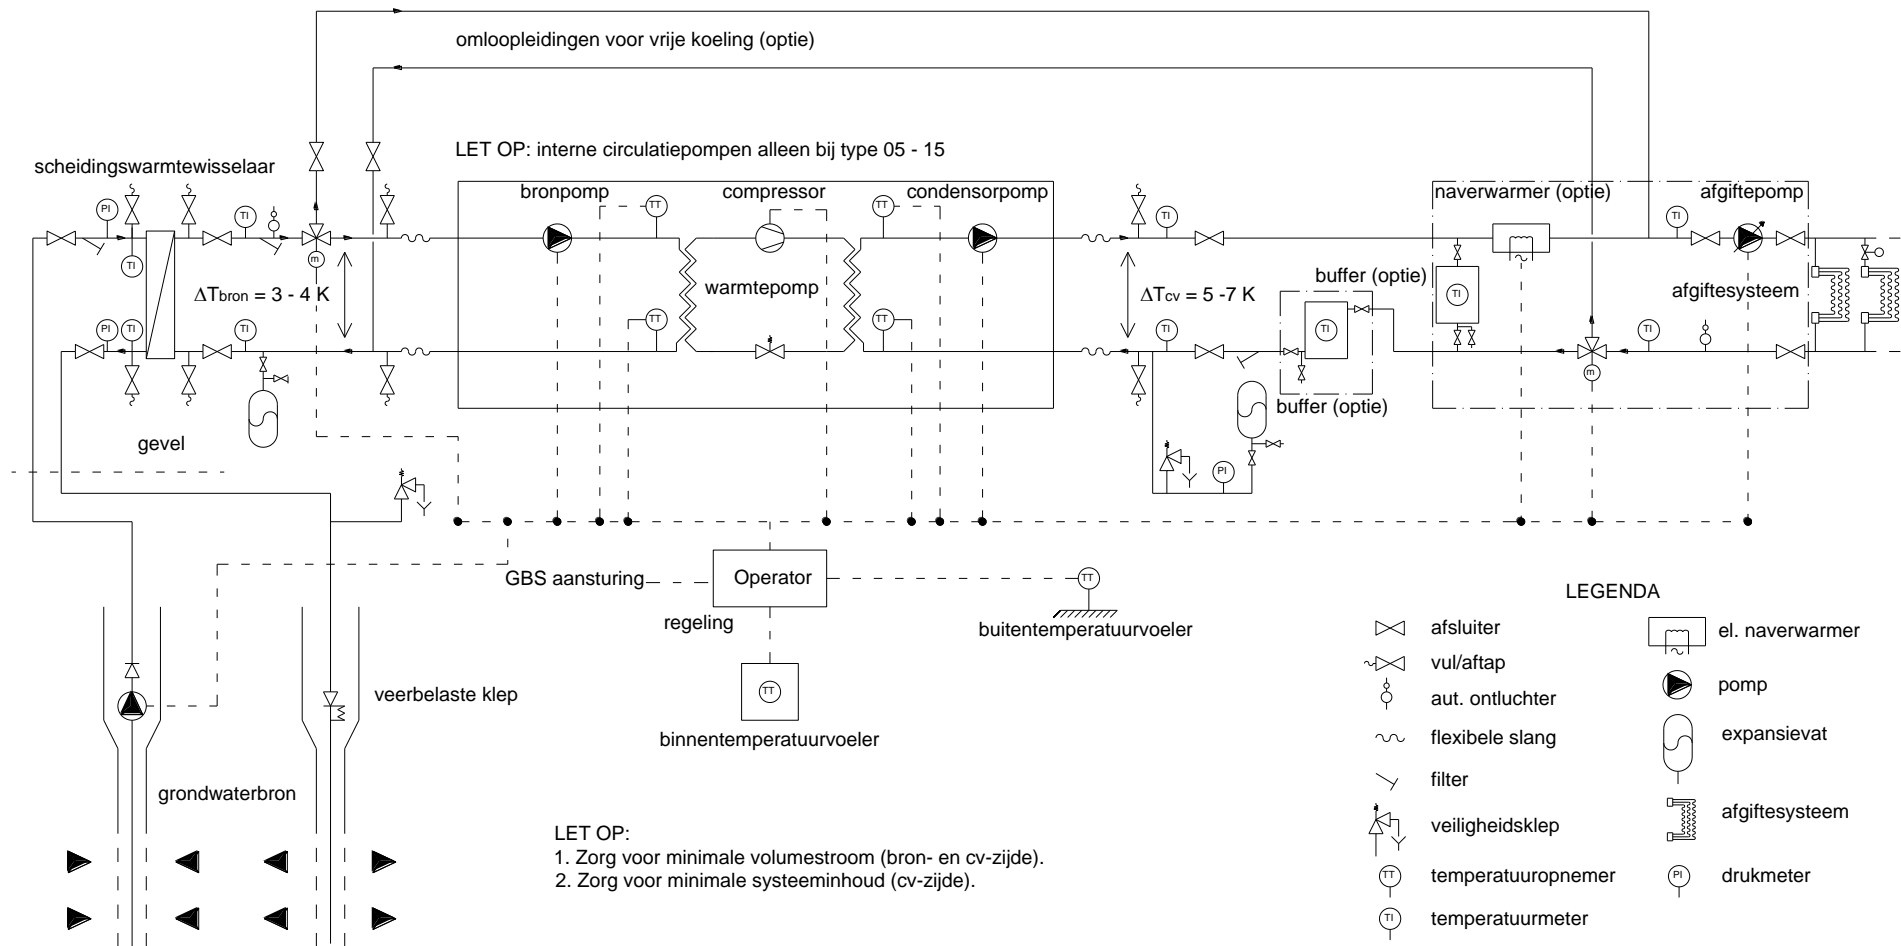 omloopleidingen voor vrije koeling (optie)
LET OP: interne circulatiepompen alleen bij type 05 - 15
scheidingswarmtewisselaar
bronpomp
compressor
condensorpomp
naverwarmer (optie)
afgiftepomp
PI
TI
TT
TT
TI
TI
TI
m
ΔTbron = 3 - 4 K
warmtepomp
ΔTcv = 5 -7 K
buffer (optie)
afgiftesysteem
TI
PI
TI
TI
TT
TT
TI
TI
TI
m
buffer (optie)
gevel
PI
GBS aansturing
Operator
TT
regeling
buitentemperatuurvoeler
TT
binnentemperatuurvoeler
veerbelaste klep
grondwaterbron
LET OP:
1. Zorg voor minimale volumestroom (bron- en cv-zijde).
2. Zorg voor minimale systeeminhoud (cv-zijde).
LEGENDA
afsluiter
vul/aftap
aut. ontluchter
flexibele slang
filter
veiligheidsklep
TT temperatuuropnemer
TI temperatuurmeter
el. naverwarmer
pomp
expansievat
afgiftesysteem
PI drukmeter